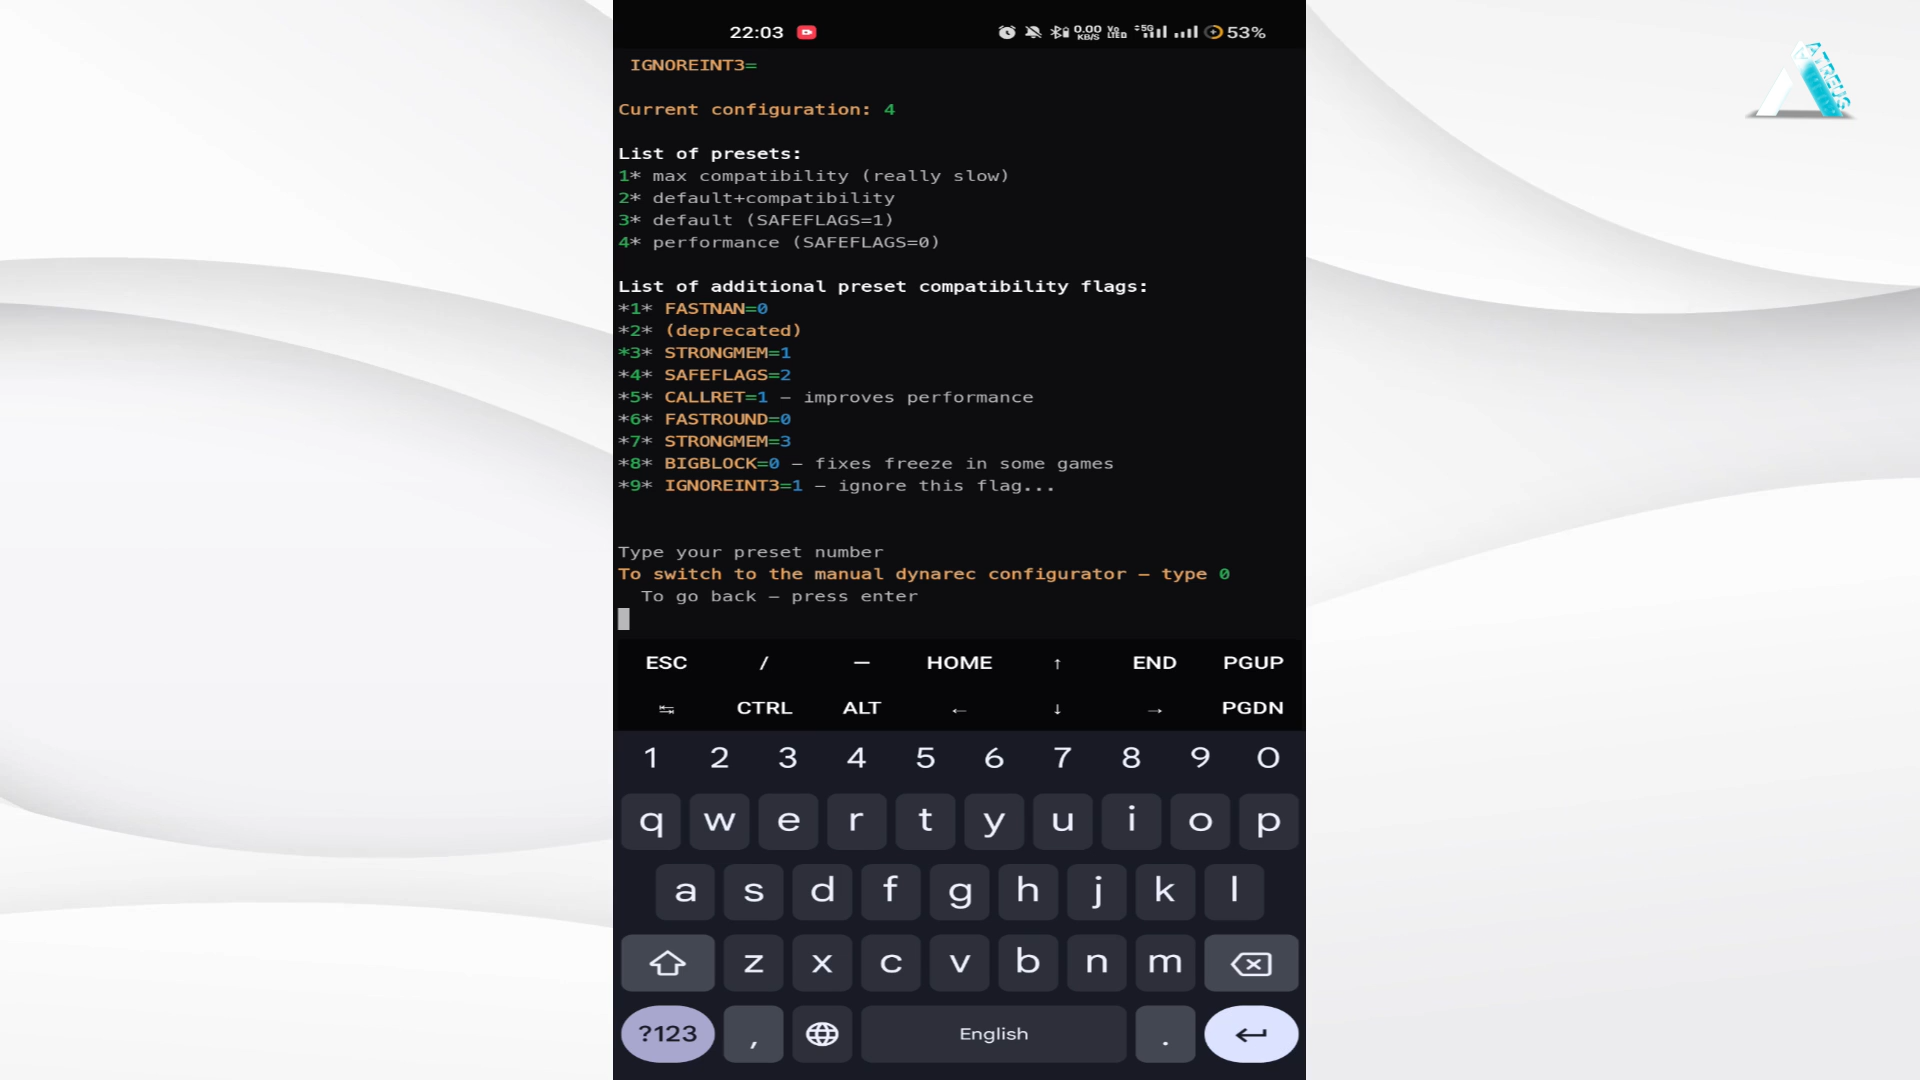 22:03
0.00 KB/S 5G 53%
IGNOREINT3=
Current configuration: 4
List of presets:
1* max compatibility (really slow)
2* default+compatibility
3* default (SAFEFLAGS=1)
4* performance (SAFEFLAGS=0)
List of additional preset compatibility flags:
*1* FASTNAN=0
*2* (deprecated)
*3* STRONGMEM=1
*4* SAFEFLAGS=2
*5* CALLRET=1 – improves performance
*6* FASTROUND=0
*7* STRONGMEM=3
*8* BIGBLOCK=0 – fixes freeze in some games
*9* IGNOREINT3=1 – ignore this flag...
Type your preset number
To switch to the manual dynarec configurator – type 0
To go back – press enter
ESC / — HOME ↑ END PGUP
↹ CTRL ALT ← ↓ → PGDN
1 2 3 4 5 6 7 8 9 0
q w e r t y u i o p
a s d f g h j k l
z x c v b n m
?123 , English .